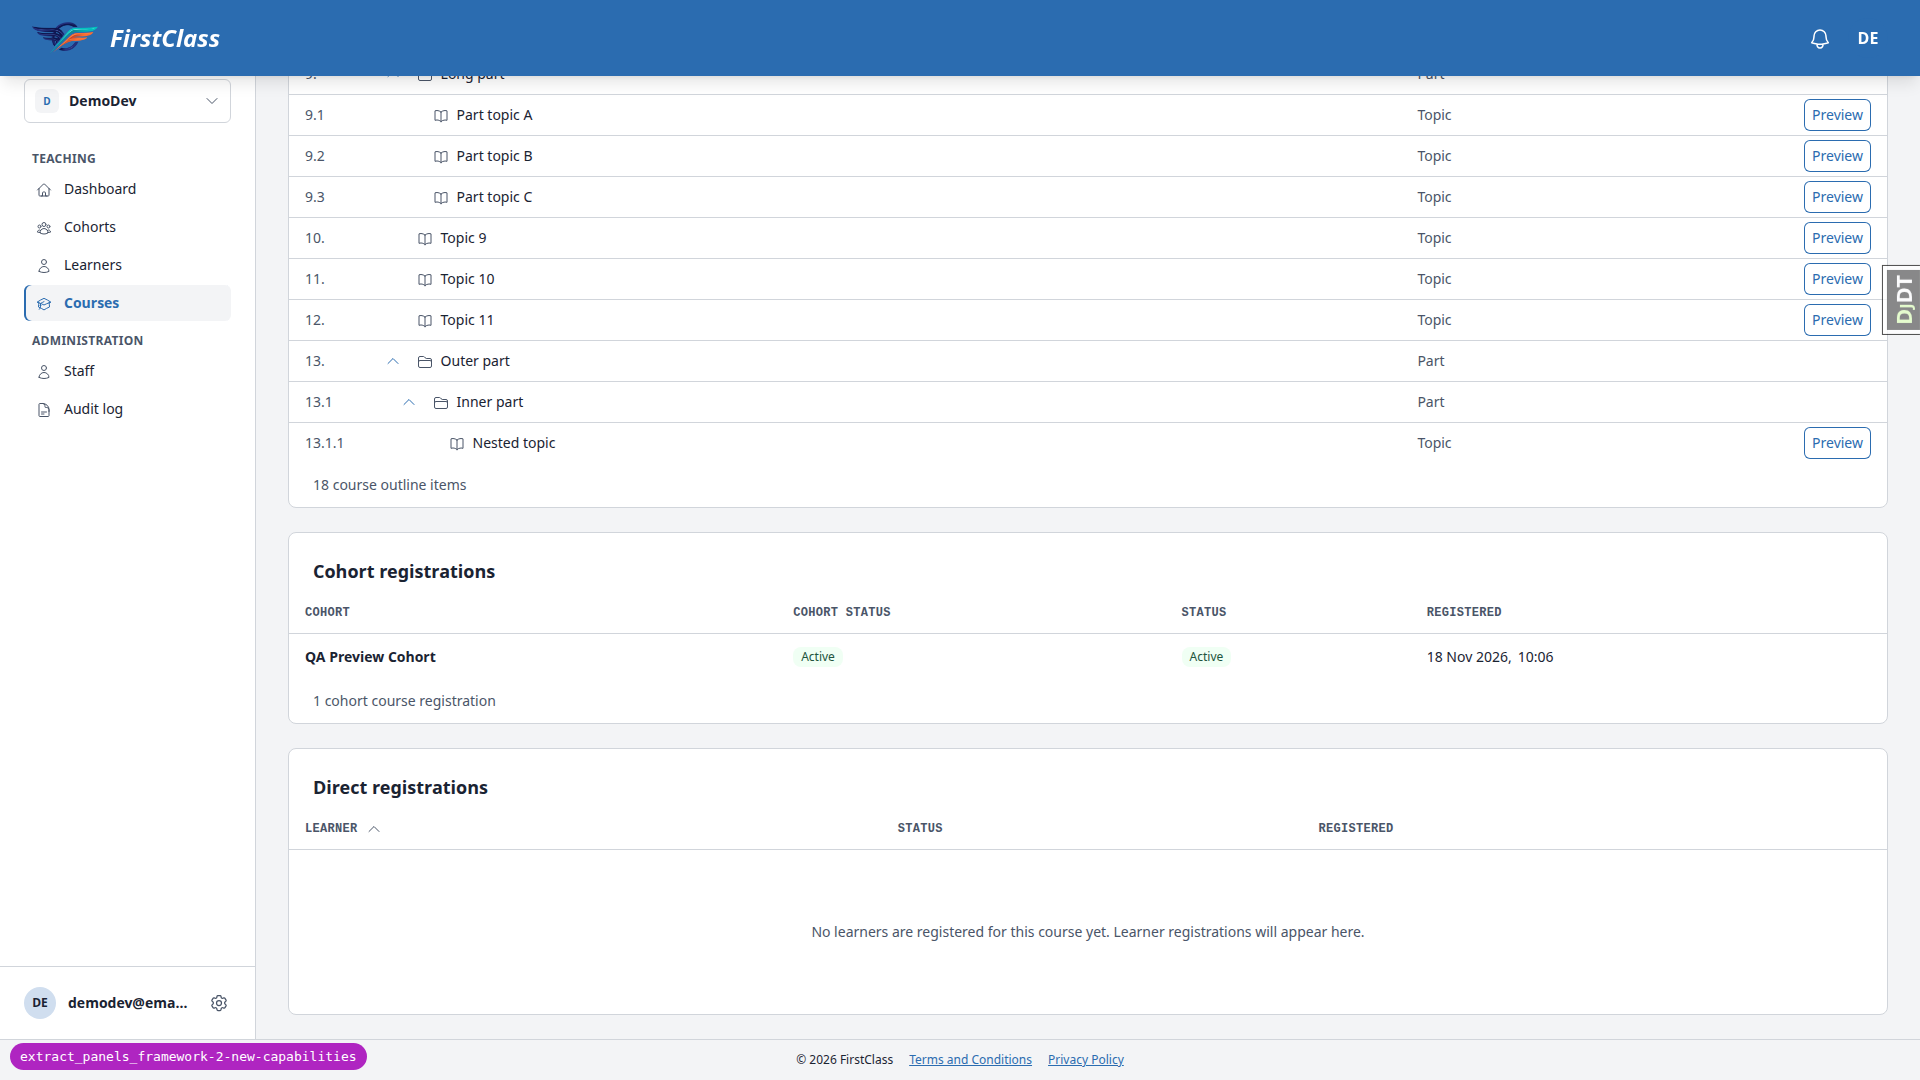 FirstClass
DE
D DemoDev
TEACHING
Dashboard
Cohorts
Learners
Courses
ADMINISTRATION
Staff
Audit log
9. Long part Part
9.1 Part topic A Topic Preview
9.2 Part topic B Topic Preview
9.3 Part topic C Topic Preview
10. Topic 9 Topic Preview
11. Topic 10 Topic Preview
12. Topic 11 Topic Preview
13. Outer part Part
13.1 Inner part Part
13.1.1 Nested topic Topic Preview
18 course outline items
DjDT
Cohort registrations
COHORT COHORT STATUS STATUS REGISTERED
QA Preview Cohort Active Active 18 Nov 2026, 10:06
1 cohort course registration
Direct registrations
LEARNER STATUS REGISTERED
No learners are registered for this course yet. Learner registrations will appear here.
DE demodev@ema...
extract_panels_framework-2-new-capabilities
© 2026 FirstClass Terms and Conditions Privacy Policy